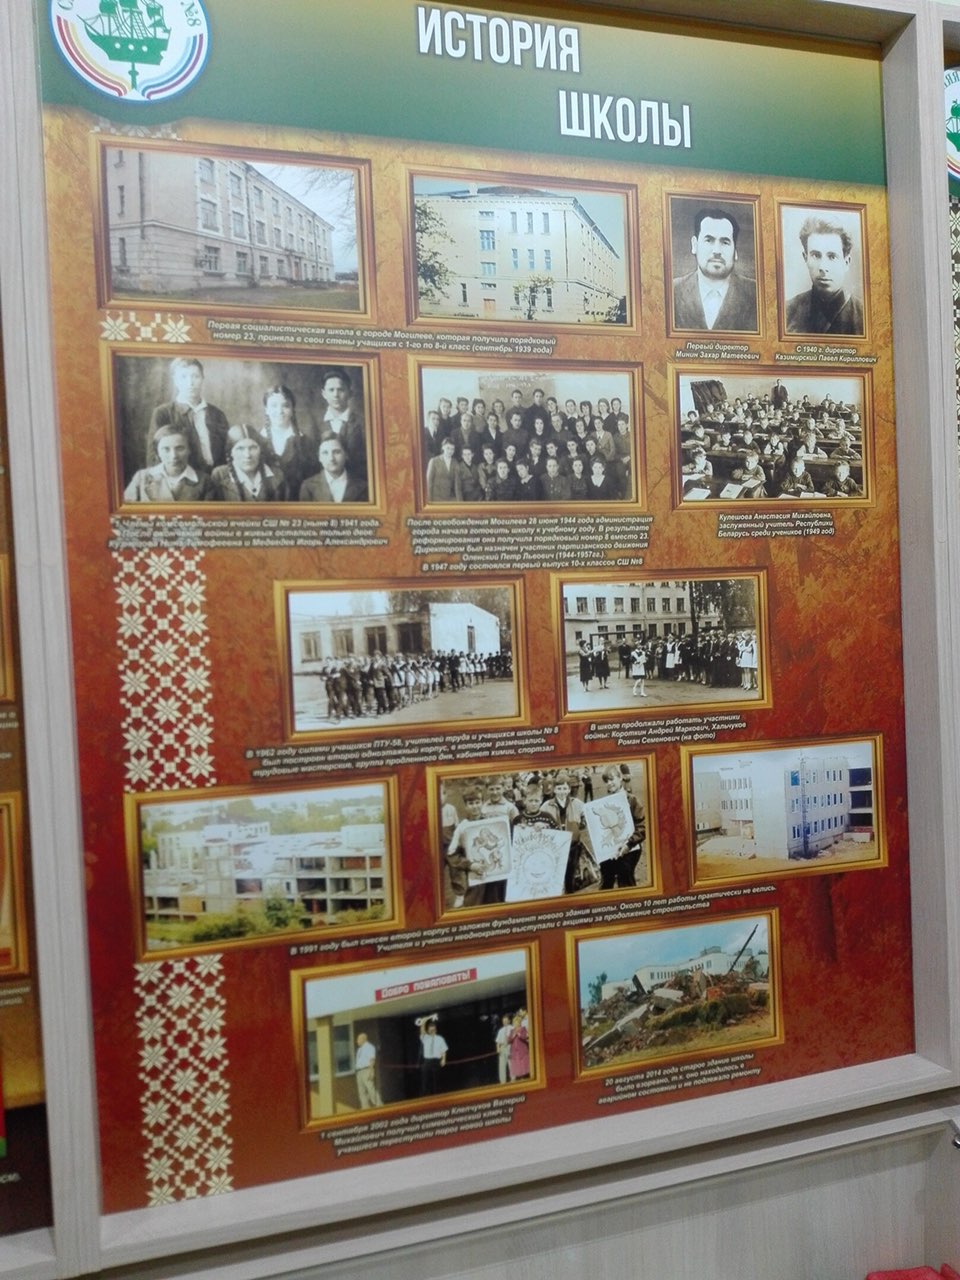 №8
ИСТОРИЯ
ШКОЛЫ
Первая социалистическая школа в городе Могилеве, которая получила порядковый
номер 23, приняла в свои стены учащихся с 1-го по 8-й класс (сентябрь 1939 года)
Первый директор
Минин Захар Матвеевич
С 1940 г. директор
Казимирский Павел Кириллович
Члены комсомольской ячейки СШ № 23 (ныне 8) 1941 года.
После окончания войны в живых остались только двое:
Тимофеевна и Медведев Игорь Александрович
После освобождения Могилева 28 июня 1944 года администрация
города начала готовить школы к учебному году. В результате
реформирования она получила порядковый номер 8 вместо 23.
Директором был назначен участник партизанского движения
Оленский Петр Львович (1944-1957гг.).
В 1947 году состоялся первый выпуск 10-х классов СШ №8
Кулешова Анастасия Михайловна,
заслуженный учитель Республики
Беларусь среди учеников (1949 год)
В 1962 году силами учащихся ПТУ-58, учителей труда и учащихся школы № 8
был построен второй одноэтажный корпус, в котором размещались
трудовые мастерские, группа продленного дня, кабинет химии, спортзал
В школе продолжали работать участники
войны: Короткин Андрей Маркович, Хальчуков
Роман Семенович (на фото)
В 1991 году был снесен второй корпус и заложен фундамент нового здания школы. Около 10 лет работы практически не велись.
Учителя и ученики неоднократно выступали с акциями за продолжение строительства
Добро пожаловать!
1 сентября 2002 года директор Клепчуков Валерий
Михайлович получил символический ключ - и
учащиеся переступили порог новой школы
20 августа 2014 года старое здание школы
было взорвано, т.к. оно находилось в
аварийном состоянии и не подлежало ремонту